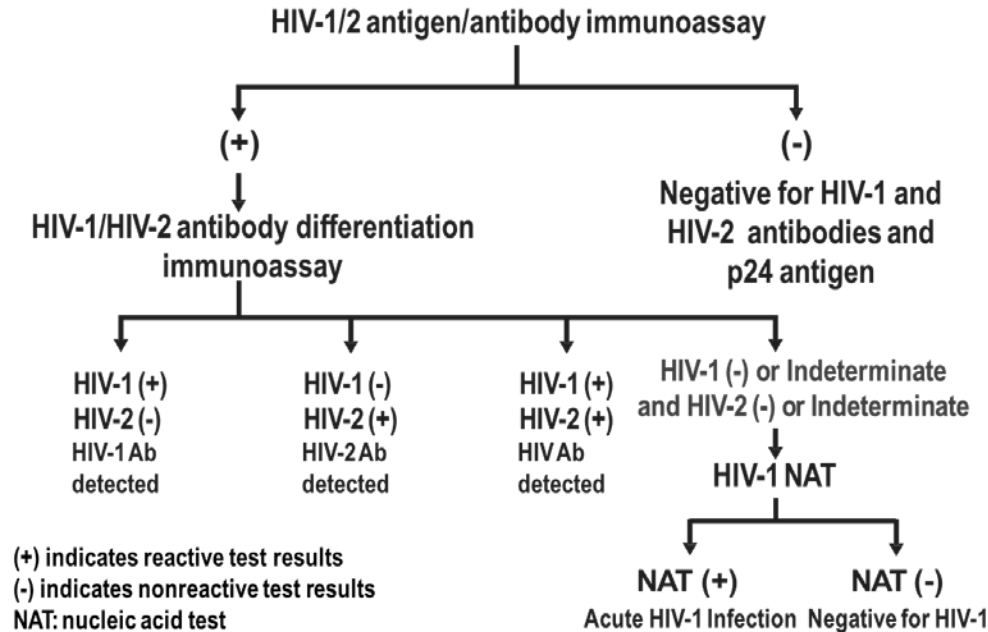 HIV-1/2 antigen/antibody immunoassay
(+)
(-)
HIV-1/HIV-2 antibody differentiation
immunoassay
Negative for HIV-1 and
HIV-2 antibodies and
p24 antigen
HIV-1 (+)
HIV-2 (-)
HIV-1 Ab
detected
HIV-1 (-)
HIV-2 (+)
HIV-2 Ab
detected
HIV-1 (+)
HIV-2 (+)
HIV Ab
detected
HIV-1 (-) or Indeterminate
and HIV-2 (-) or Indeterminate
HIV-1 NAT
NAT (+)
Acute HIV-1 Infection
NAT (-)
Negative for HIV-1
(+) indicates reactive test results
(-) indicates nonreactive test results
NAT: nucleic acid test